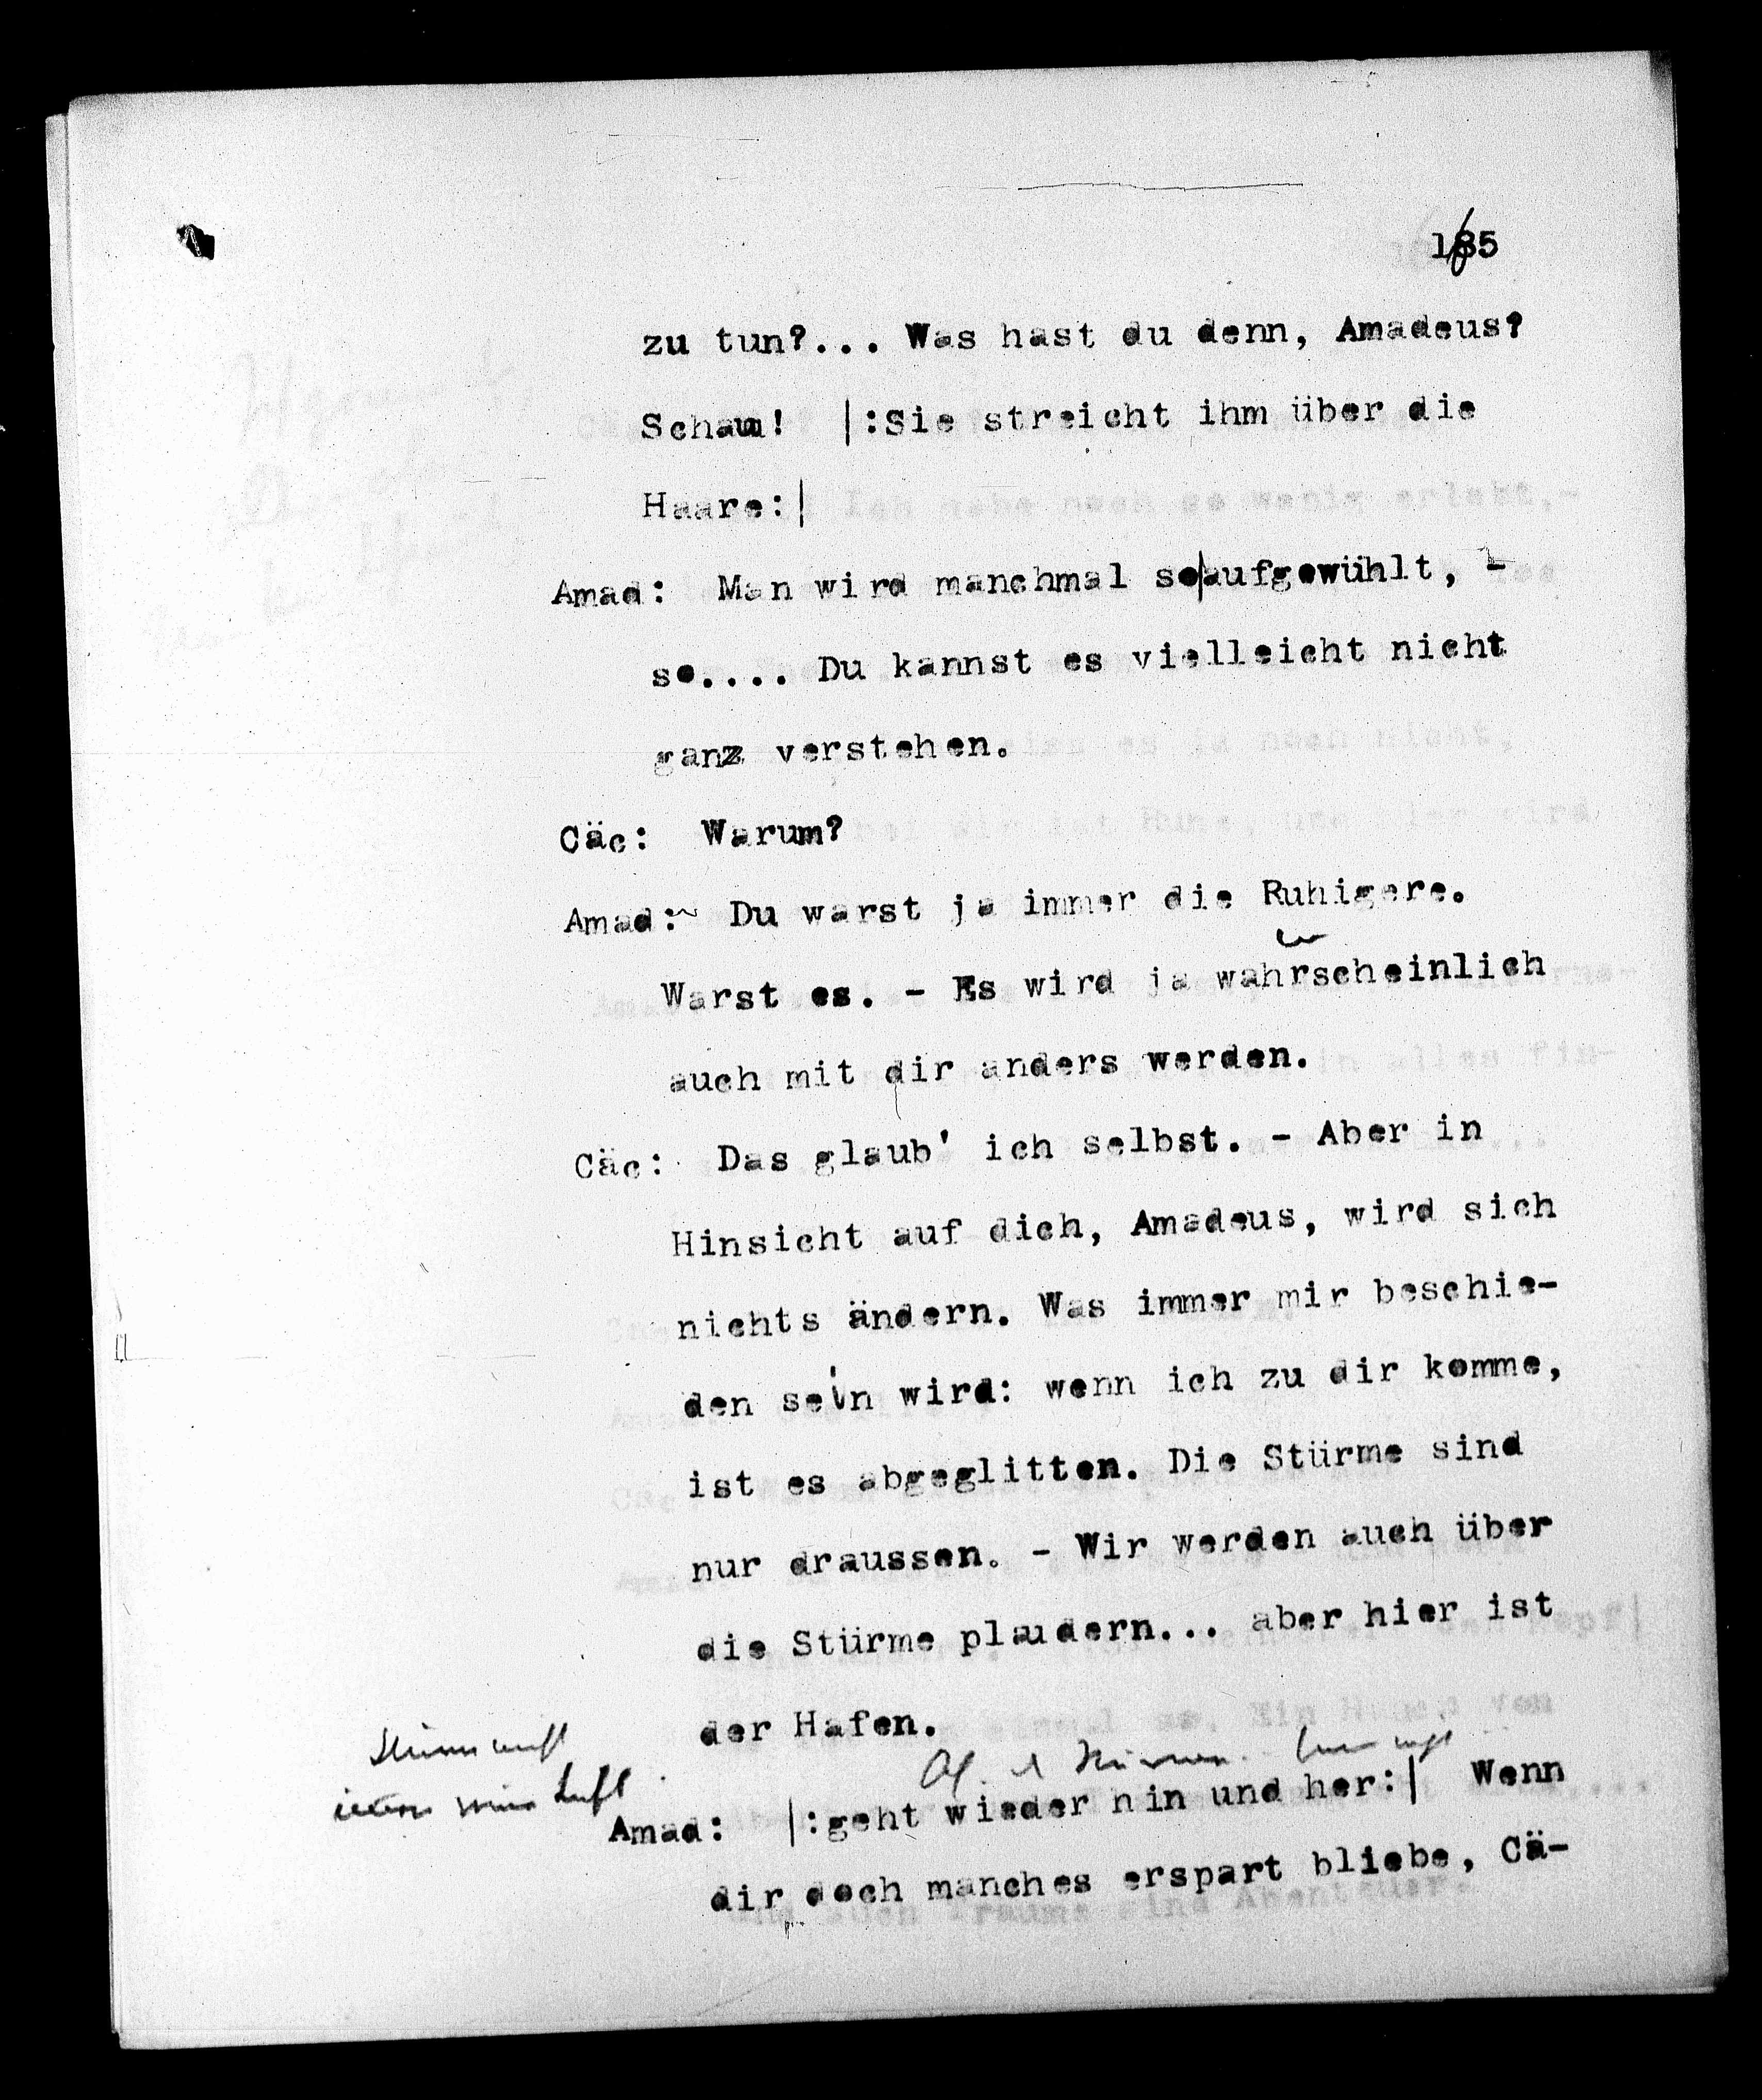 185
zu tun?... Was hast du denn, Amadeus?
Schau! |:Sie streicht ihm über die
Haare:|
Amad: Man wird manchmal so|aufgewühlt, -
so.... Du kannst es vielleicht nicht
ganz verstehen.
Cäc: Warum?
Amad: Du warst ja immer die Ruhigere.
Warst es. - Es wird ja wahrscheinlich
auch mit dir anders werden.
Cäc: Das glaub' ich selbst. - Aber in
Hinsicht auf dich, Amadeus, wird sich
nichts ändern. Was immer mir beschie-
den sein wird: wenn ich zu dir komme,
ist es abgeglitten. Die Stürme sind
nur draussen. - Wir werden auch über
die Stürme plaudern... aber hier ist
der Hafen.
Amad: |:geht wieder hin und her:| Wenn
dir doch manches erspart bliebe, Cä-